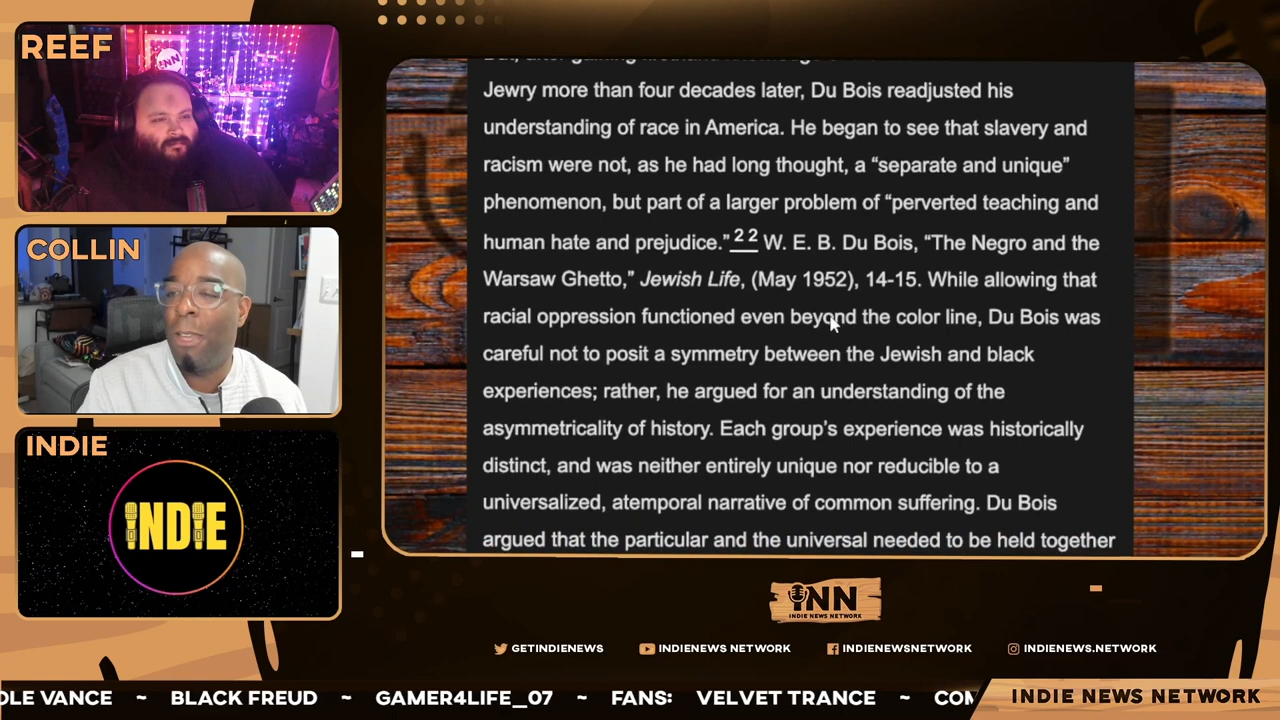 REEF
INN
COLLIN
INDIE
INDIE
Jewry more than four decades later, Du Bois readjusted his
understanding of race in America. He began to see that slavery and
racism were not, as he had long thought, a “separate and unique”
phenomenon, but part of a larger problem of “perverted teaching and
human hate and prejudice.”22 W. E. B. Du Bois, “The Negro and the
Warsaw Ghetto,” Jewish Life, (May 1952), 14-15. While allowing that
racial oppression functioned even beyond the color line, Du Bois was
careful not to posit a symmetry between the Jewish and black
experiences; rather, he argued for an understanding of the
asymmetricality of history. Each group’s experience was historically
distinct, and was neither entirely unique nor reducible to a
universalized, atemporal narrative of common suffering. Du Bois
argued that the particular and the universal needed to be held together
INN
INDIE NEWS NETWORK
GETINDIENEWS INDIENEWS NETWORK INDIENEWSNETWORK INDIENEWS.NETWORK
VANCE ~ BLACK FREUD ~ GAMER4LIFE_07 ~ FANS: VELVET TRANCE ~
INDIE NEWS NETWORK